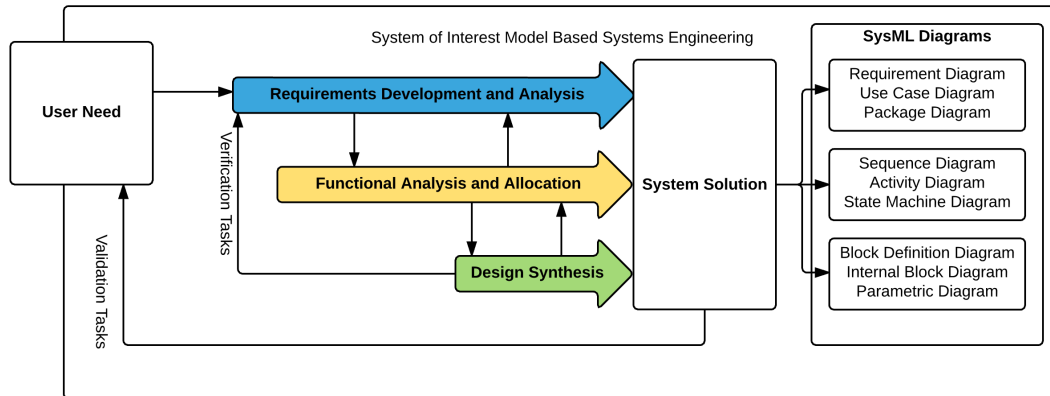 System of Interest Model Based Systems Engineering
User Need
Requirements Development and Analysis
Verification Tasks
Functional Analysis and Allocation
Design Synthesis
Validation Tasks
System Solution
SysML Diagrams
Requirement Diagram
Use Case Diagram
Package Diagram
Sequence Diagram
Activity Diagram
State Machine Diagram
Block Definition Diagram
Internal Block Diagram
Parametric Diagram